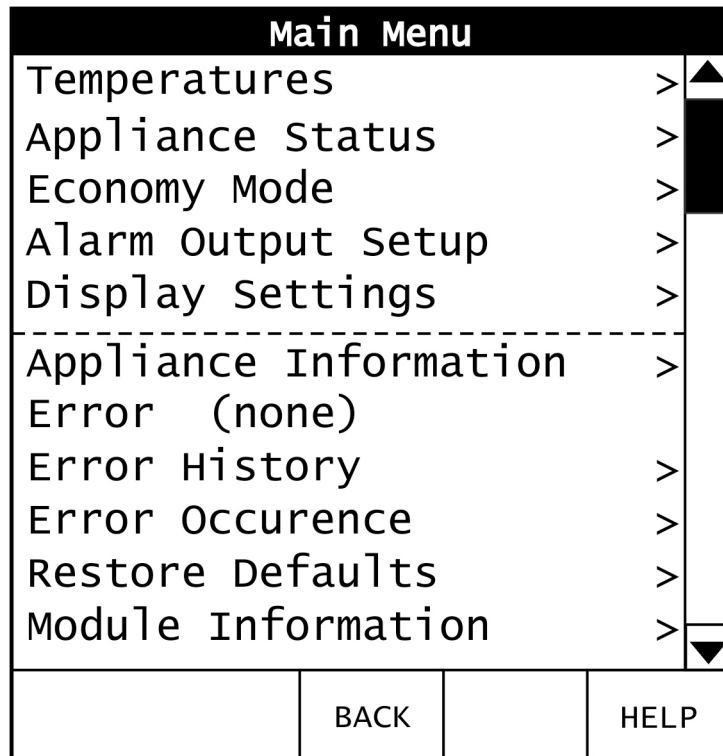 Main Menu
Temperatures >
Appliance Status >
Economy Mode >
Alarm Output Setup >
Display Settings >
Appliance Information >
Error (none)
Error History >
Error Occurence >
Restore Defaults >
Module Information >
BACK HELP